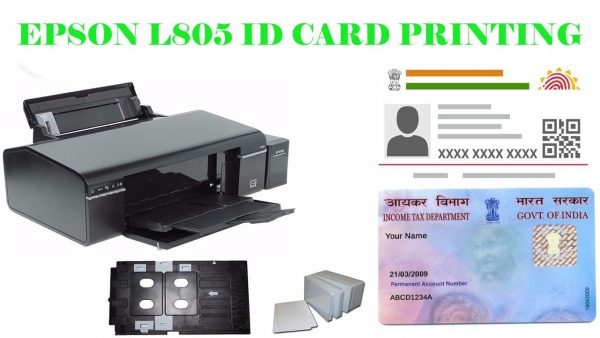 EPSON L805 ID CARD PRINTING
XXXX XXXX XXXX
आयकर विभाग
INCOME TAX DEPARTMENT
भारत सरकार
GOVT. OF INDIA
Your Name
21/03/2009
Permanent Account Number
ABCD1234A
EPSON